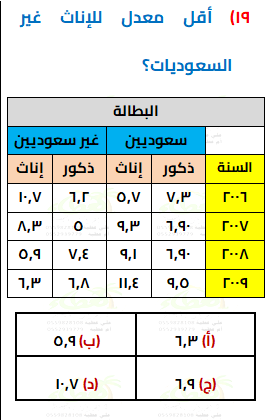 ١٩) أقل معدل للإناث غير
السعوديات؟
البطالة
سعوديين غير سعوديين
السنة ذكور إناث ذكور إناث
٢٠٠٦ ٧,٣ ٥,٧ ٦,٢ ١٠,٧
٢٠٠٧ ٦,٩٠ ٩,٣ ٥ ٨,٣
٢٠٠٨ ٦,٩٠ ٩,١ ٧,٤ ٥,٩
٢٠٠٩ ٩,٥ ١١,٤ ٦,٨ ٦,٣
(أ) ٦,٣ (ب) ٥,٩
(ج) ٦,٩ (د) ١٠,٧